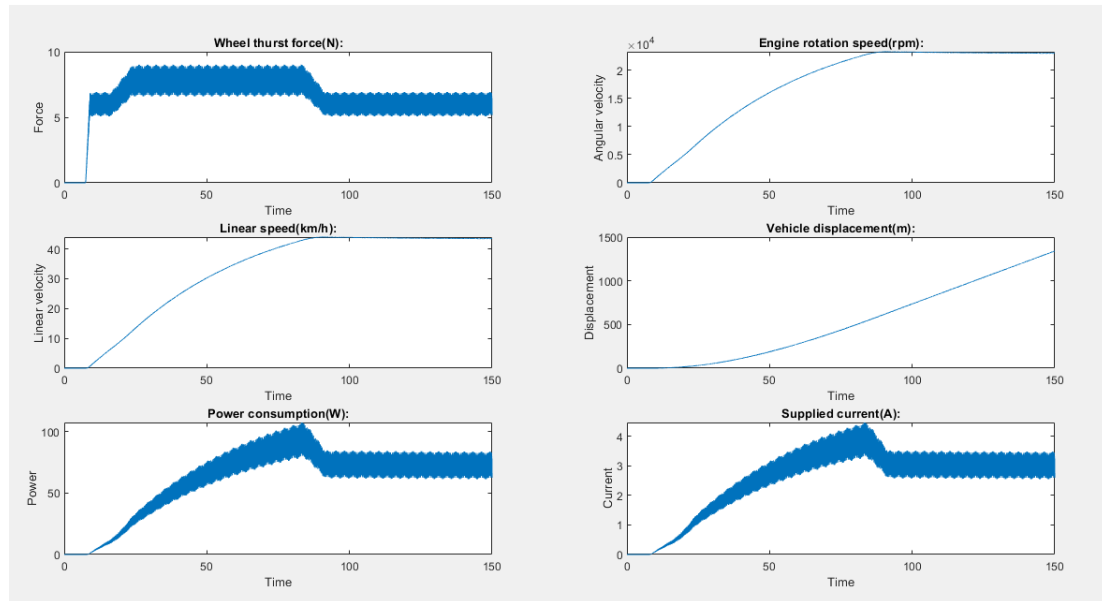 Wheel thurst force(N):
10
5
0
Force
0 50 100 150
Time
Engine rotation speed(rpm):
×10⁴
2
1.5
1
0.5
0
Angular velocity
0 50 100 150
Time
Linear speed(km/h):
40
30
20
10
0
Linear velocity
0 50 100 150
Time
Vehicle displacement(m):
1500
1000
500
0
Displacement
0 50 100 150
Time
Power consumption(W):
100
50
0
Power
0 50 100 150
Time
Supplied current(A):
4
3
2
1
0
Current
0 50 100 150
Time